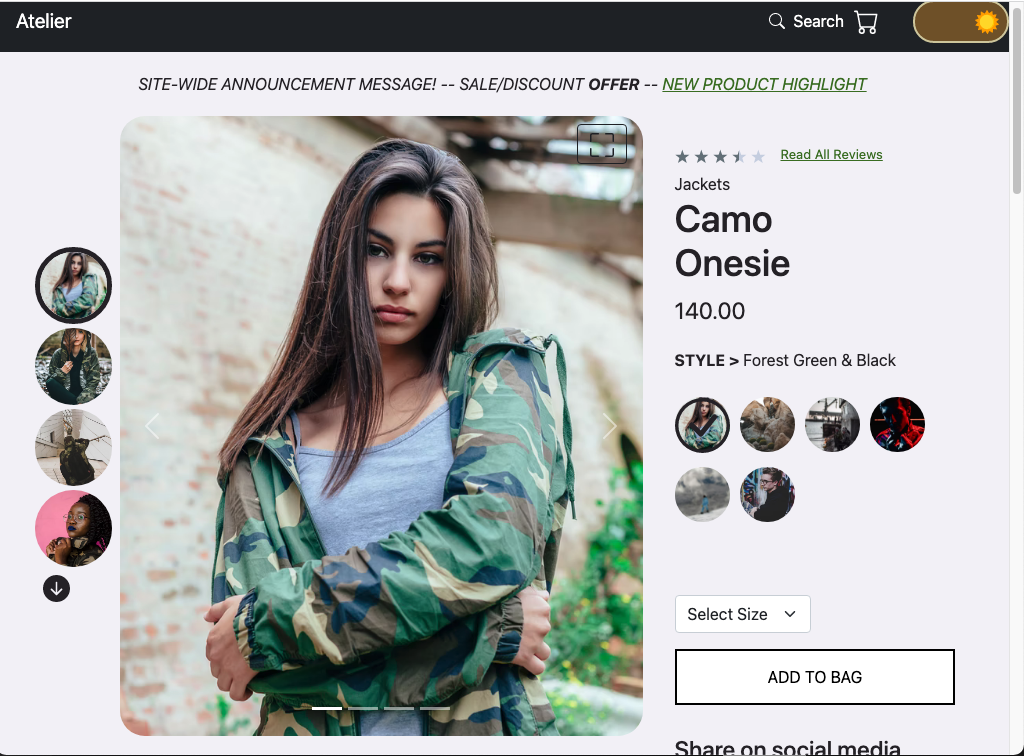 Atelier
Search
SITE-WIDE ANNOUNCEMENT MESSAGE! -- SALE/DISCOUNT OFFER -- NEW PRODUCT HIGHLIGHT
Read All Reviews
Jackets
Camo
Onesie
140.00
STYLE > Forest Green & Black
Select Size
ADD TO BAG
Share on social media